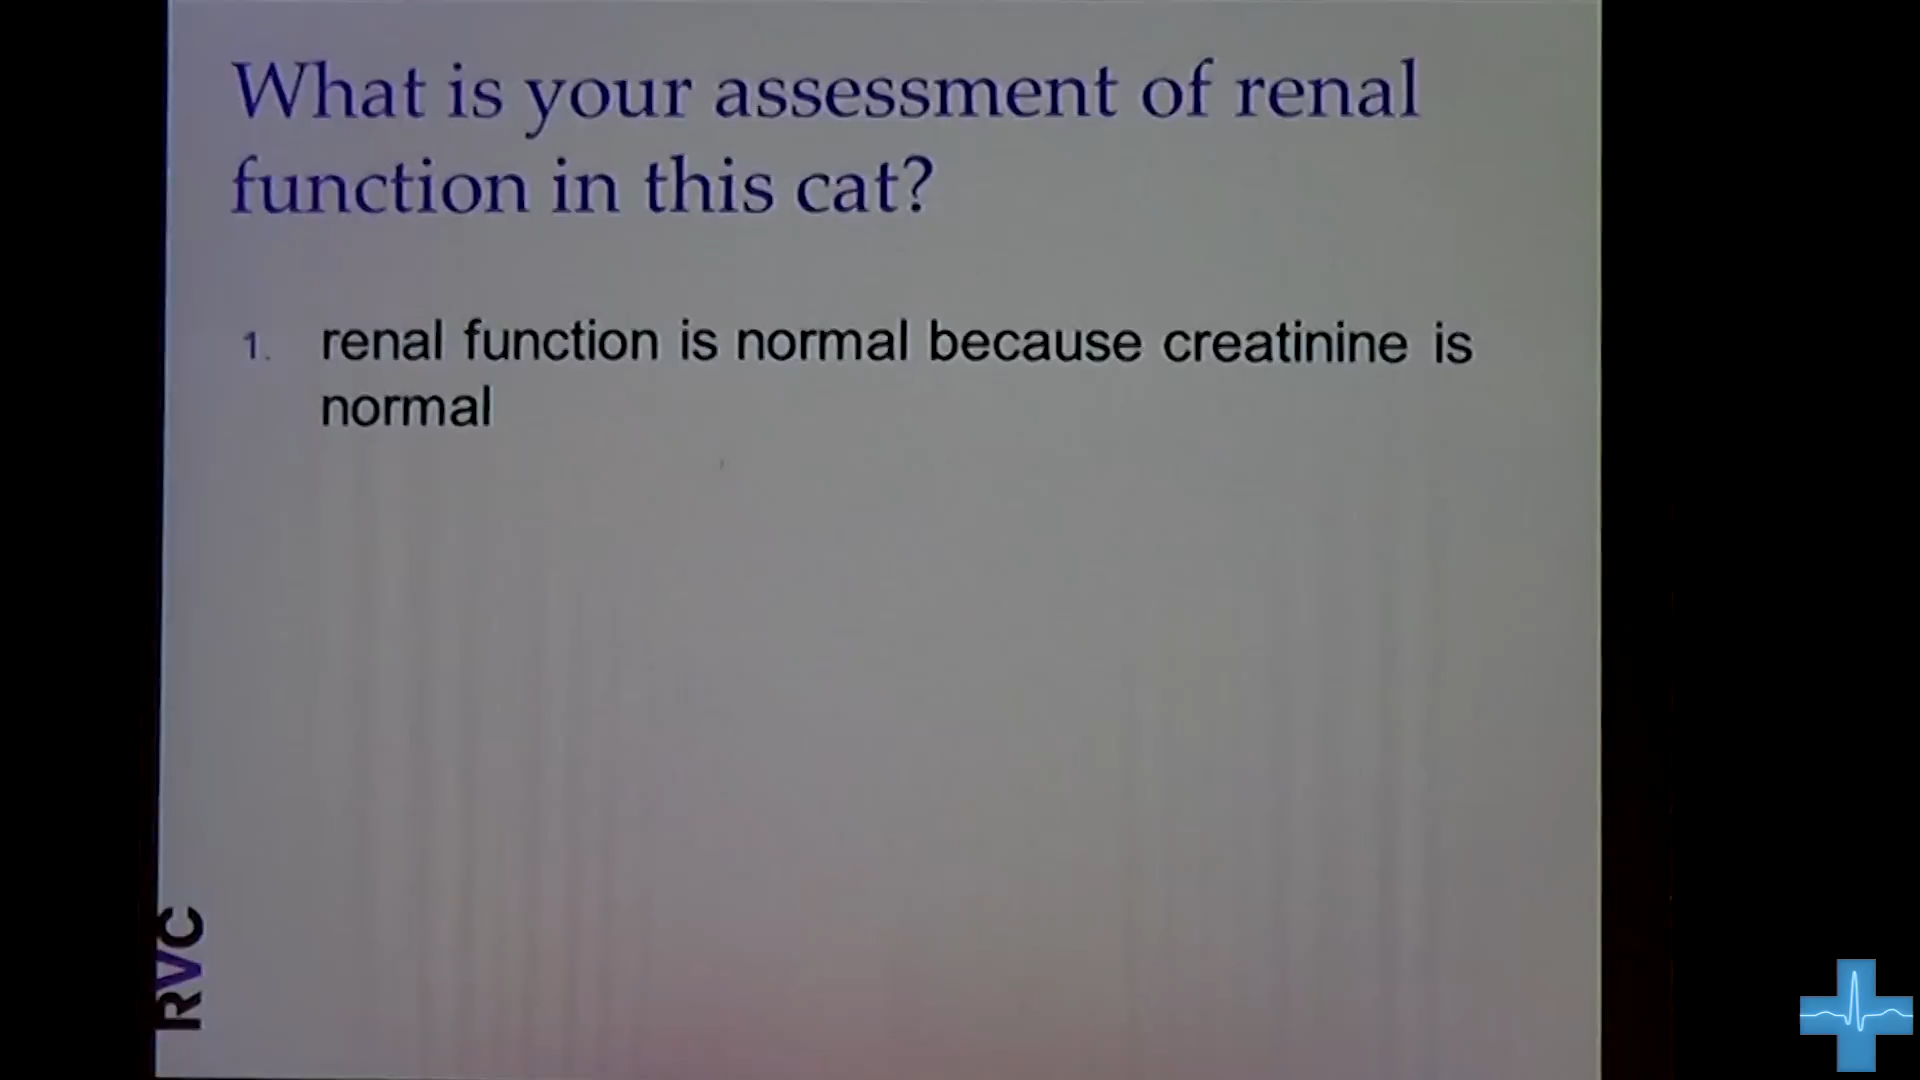 What is your assessment of renal
function in this cat?
1. renal function is normal because creatinine is
normal
RVC